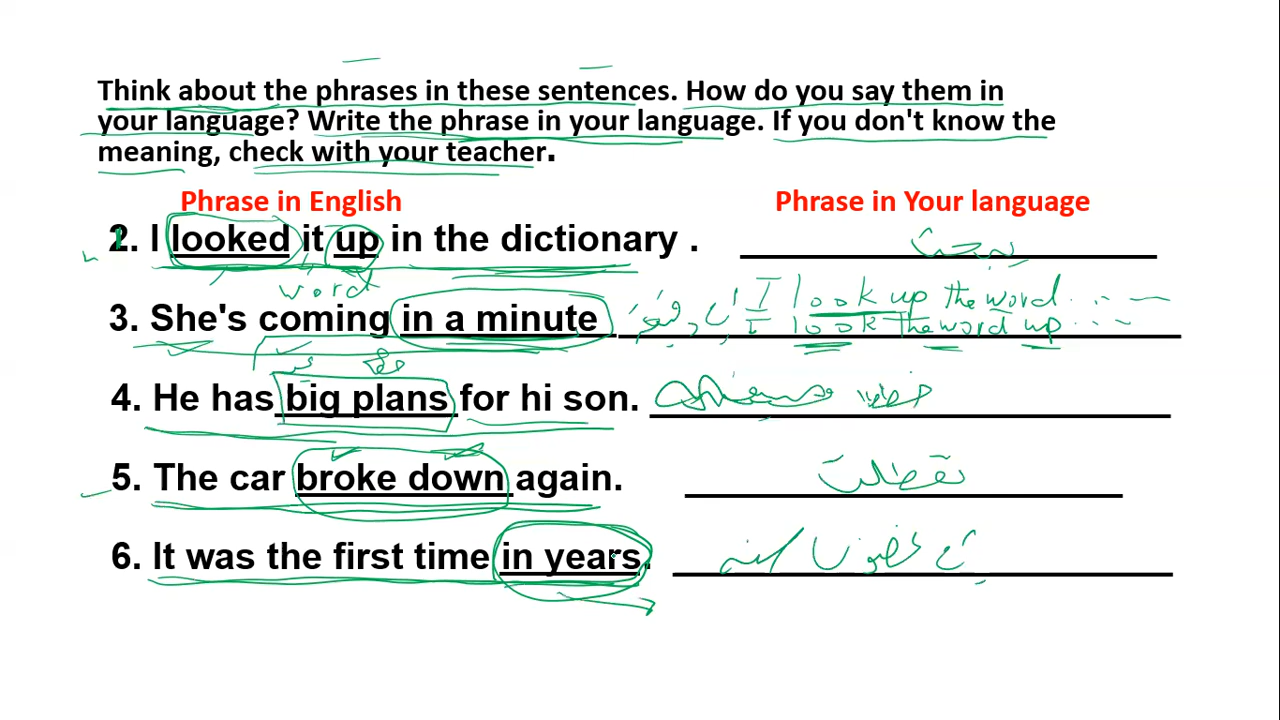 Think about the phrases in these sentences. How do you say them in
your language? Write the phrase in your language. If you don't know the
meaning, check with your teacher.
Phrase in English Phrase in Your language
2. I looked it up in the dictionary .
word
I look up the word
3. She's coming in a minute
I look the word up
4. He has big plans for hi son.
5. The car broke down again.
6. It was the first time in years.